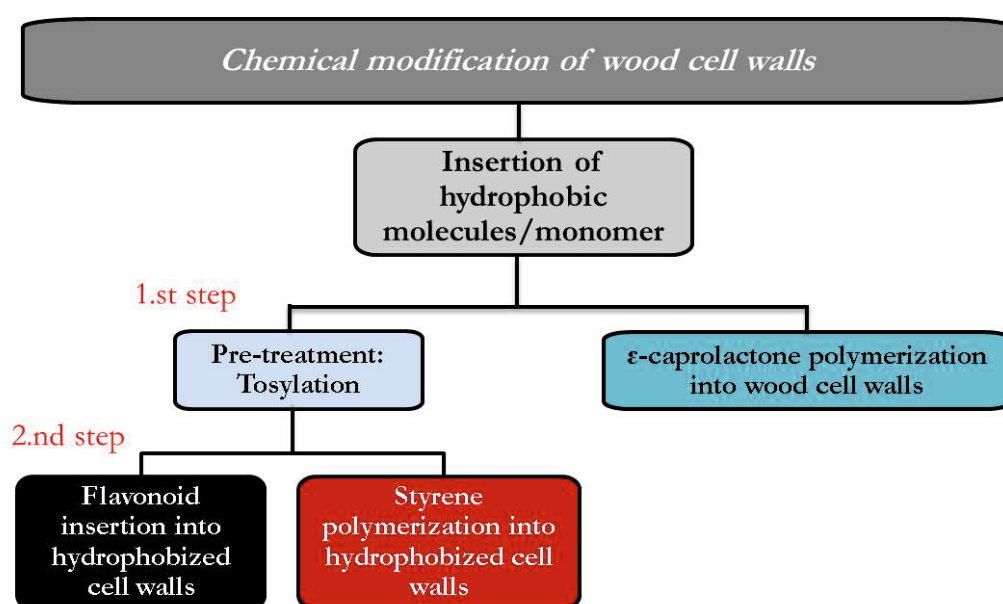 Chemical modification of wood cell walls
Insertion of
hydrophobic
molecules/monomer
1.st step
Pre-treatment:
Tosylation
ε-caprolactone polymerization
into wood cell walls
2.nd step
Flavonoid
insertion into
hydrophobized
cell walls
Styrene
polymerization into
hydrophobized cell
walls